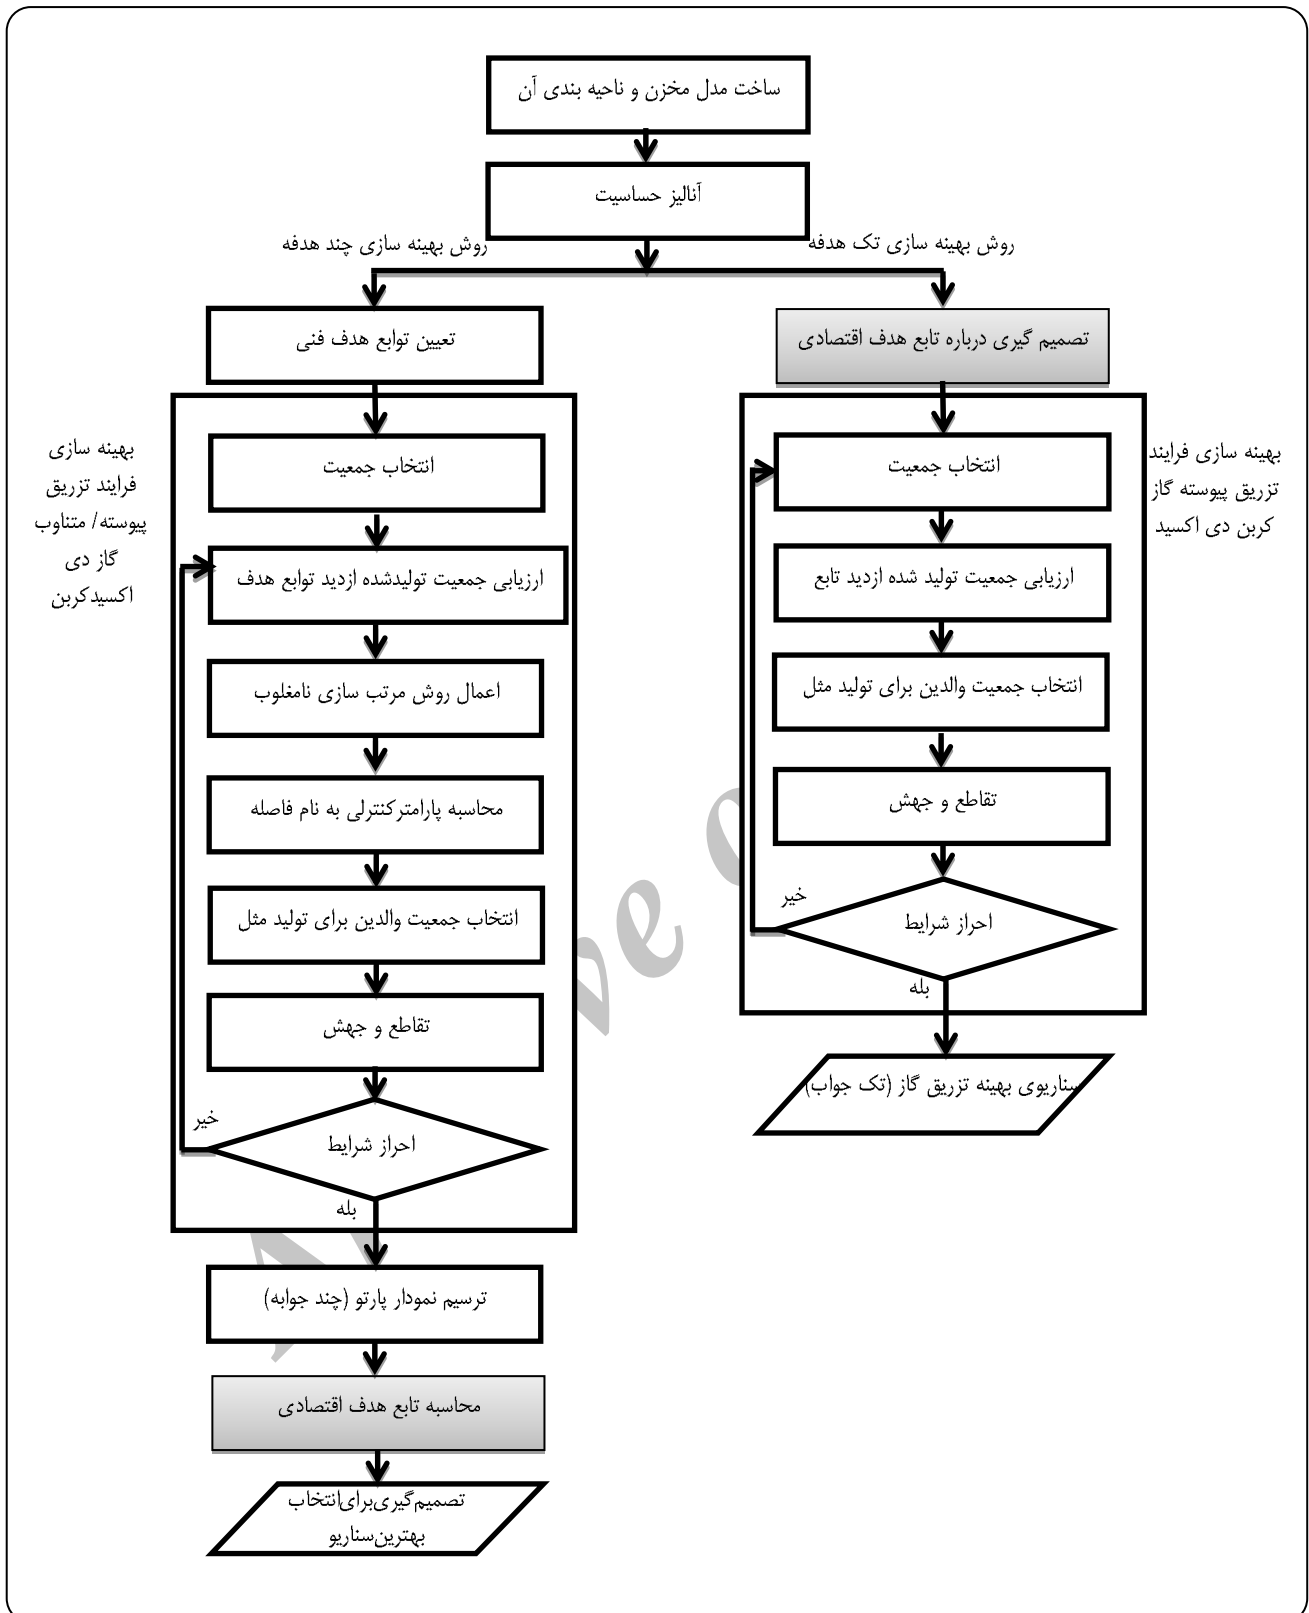 ساخت مدل مخزن و ناحیه بندی آن
آنالیز حساسیت
روش بهینه سازی تک هدفه
روش بهینه سازی چند هدفه
تصمیم گیری درباره تابع هدف اقتصادی
انتخاب جمعیت
ارزیابی جمعیت تولید شده ازدید تابع
انتخاب جمعیت والدین برای تولید مثل
تقاطع و جهش
احراز شرایط
خیر
بله
سناریوی بهینه تزریق گاز (تک جواب)
بهینه سازی فرایند
تزریق پیوسته گاز
کربن دی اکسید
تعیین توابع هدف فنی
انتخاب جمعیت
ارزیابی جمعیت تولیدشده ازدید توابع هدف
اعمال روش مرتب سازی نامغلوب
محاسبه پارامترکنترلی به نام فاصله
انتخاب جمعیت والدین برای تولید مثل
تقاطع و جهش
احراز شرایط
خیر
بله
ترسیم نمودار پارتو (چند جوابه)
محاسبه تابع هدف اقتصادی
تصمیم‌گیری‌برای‌انتخاب
بهترین‌سناریو
بهینه سازی
فرایند تزریق
پیوسته/ متناوب
گاز دی
اکسیدکربن